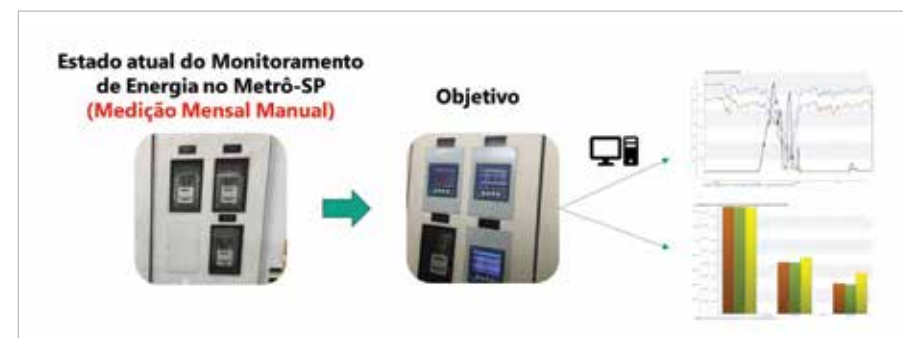 Estado atual do Monitoramento
de Energia no Metrô-SP
(Medição Mensal Manual)
Objetivo